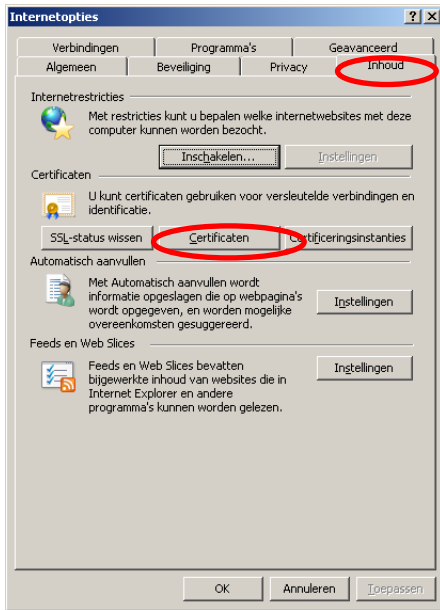 Internetopties
Verbindingen Programma's Geavanceerd
Algemeen Beveiliging Privacy Inhoud
Internetrestricties
Met restricties kunt u bepalen welke internetwebsites met deze
computer kunnen worden bezocht.
Inschakelen... Instellingen
Certificaten
U kunt certificaten gebruiken voor versleutelde verbindingen en
identificatie.
SSL-status wissen Certificaten Certificeringsinstanties
Automatisch aanvullen
Met Automatisch aanvullen wordt
informatie opgeslagen die op webpagina's
wordt opgegeven, en worden mogelijke
overeenkomsten gesuggereerd.
Instellingen
Feeds en Web Slices
Feeds en Web Slices bevatten
bijgewerkte inhoud van websites die in
Internet Explorer en andere
programma's kunnen worden gelezen.
Instellingen
OK Annuleren Toepassen